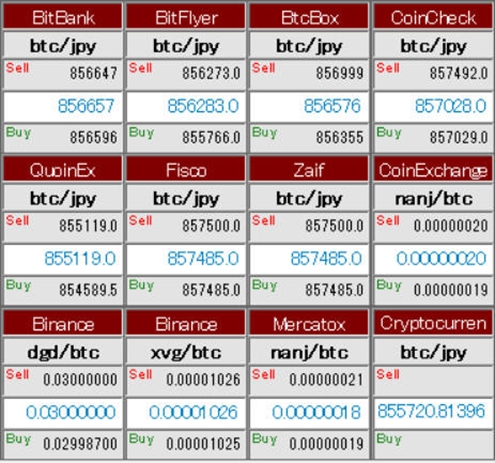 BitBank BitFlyer BtcBox CoinCheck
btc/jpy btc/jpy btc/jpy btc/jpy
Sell 856647 Sell 856273.0 Sell 856999 Sell 857492.0
856657 856283.0 856576 857028.0
Buy 856596 Buy 855766.0 Buy 856355 Buy 857029.0
QuoinEx Fisco Zaif CoinExchange
btc/jpy btc/jpy btc/jpy nanj/btc
Sell 855119.0 Sell 857500.0 Sell 857500.0 Sell 0.00000020
855119.0 857485.0 857485.0 0.00000020
Buy 854589.5 Buy 857485.0 Buy 857485.0 Buy 0.00000019
Binance Binance Mercatox Cryptocurren
dgd/btc xvg/btc nanj/btc btc/jpy
Sell 0.03000000 Sell 0.00001026 Sell 0.00000021 Sell
0.03000000 0.00001026 0.00000018 855720.81396
Buy 0.02998700 Buy 0.00001025 Buy 0.00000019 Buy